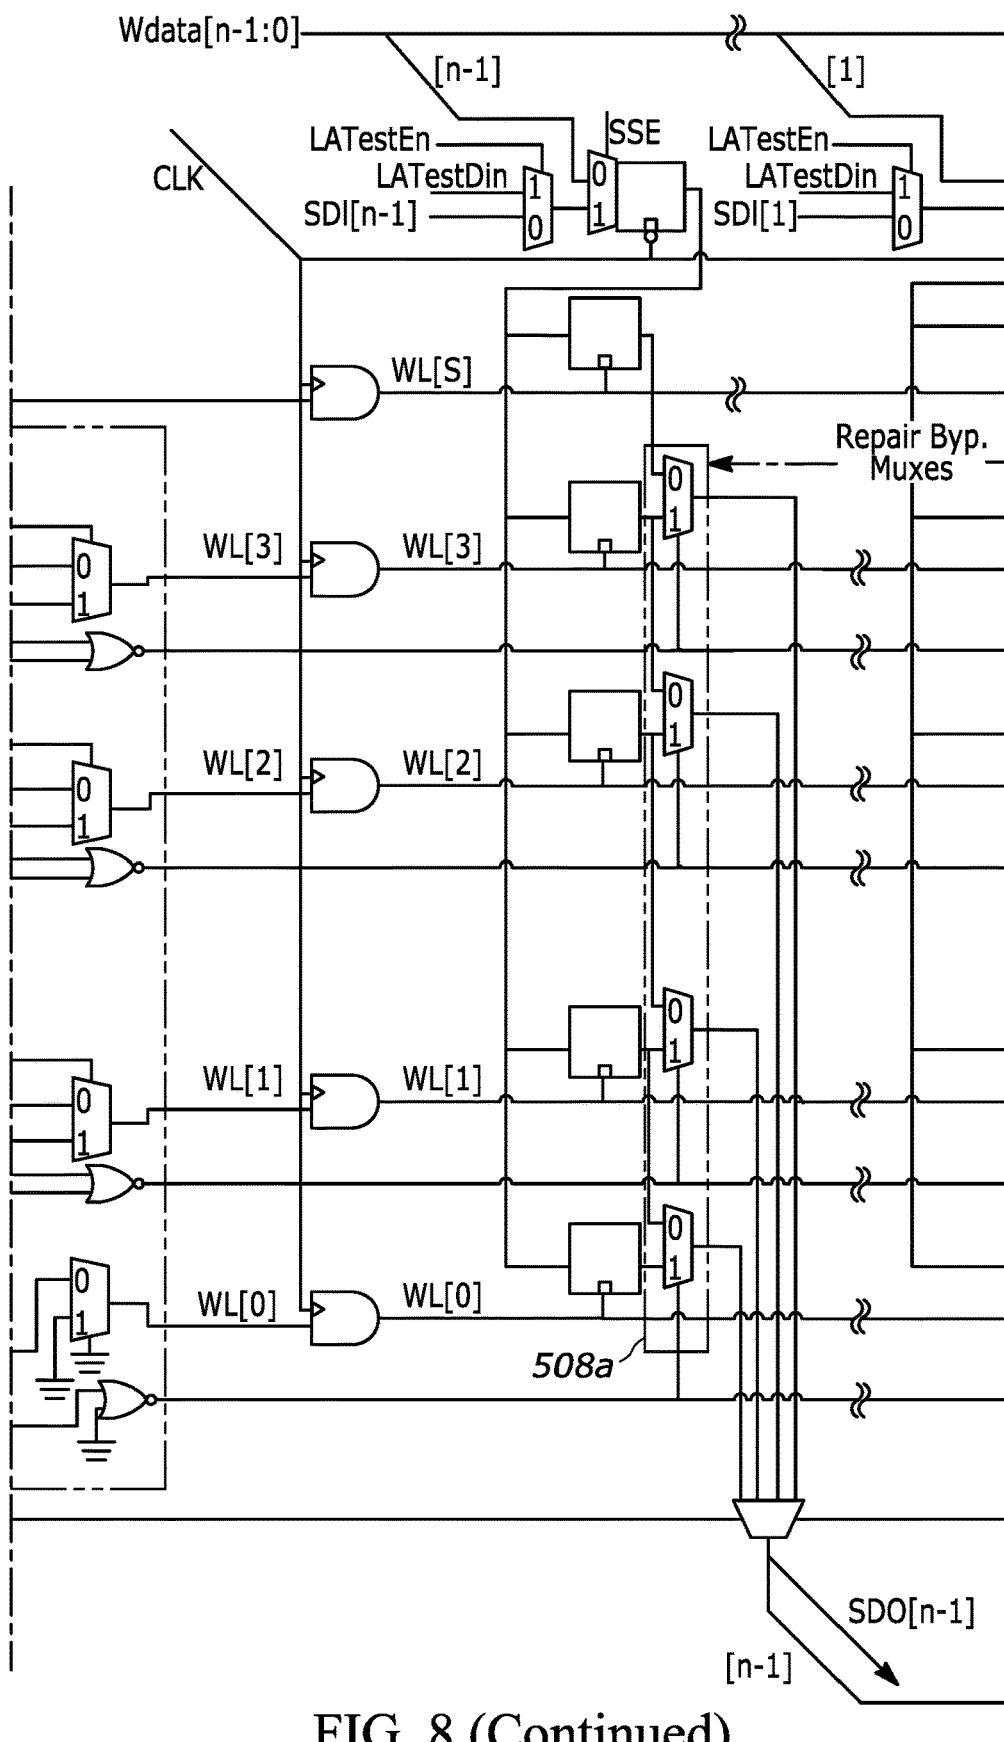 Wdata[n-1:0]
[n-1]
[1]
LATestEn
SSE
LATestEn
CLK
LATestDin
0
1
1
LATestDin
1
SDI[n-1]
0
SDI[1]
0
WL[S]
Repair Byp.
Muxes
0
1
WL[3]
WL[3]
0
1
0
1
WL[2]
WL[2]
0
1
0
1
WL[1]
WL[1]
0
1
0
1
WL[0]
WL[0]
0
1
508a
SDO[n-1]
[n-1]
FIG. 8 (Continued)